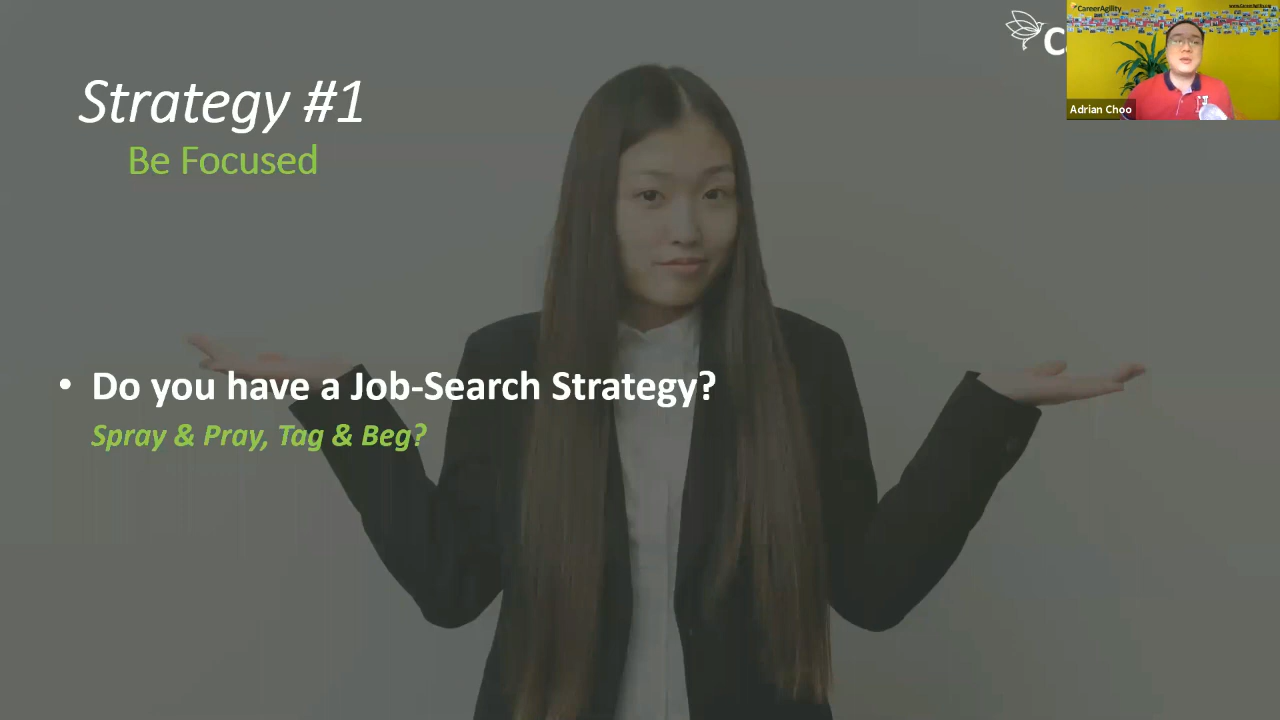 Strategy #1
Be Focused
• Do you have a Job-Search Strategy?
Spray & Pray, Tag & Beg?
CareerAgility
Adrian Choo